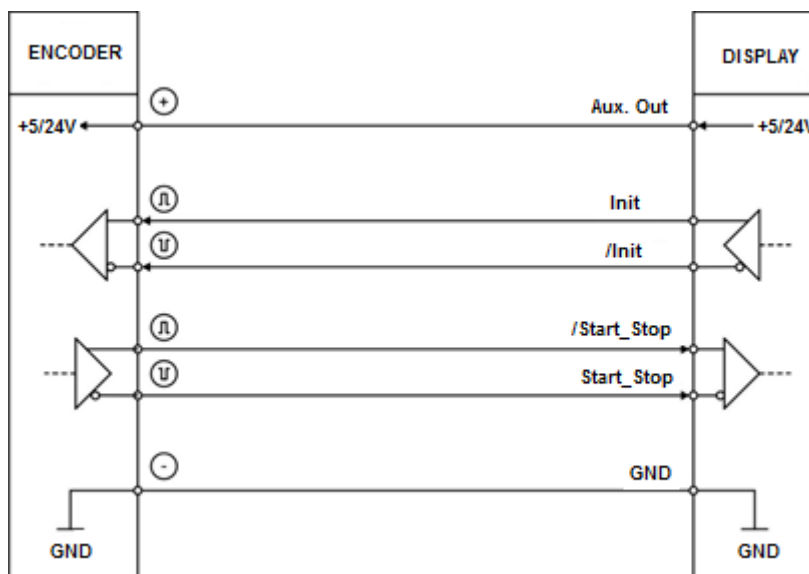 ENCODER
DISPLAY
+
Aux. Out
+5/24V
+5/24V
Init
/Init
/Start_Stop
Start_Stop
-
GND
GND
GND